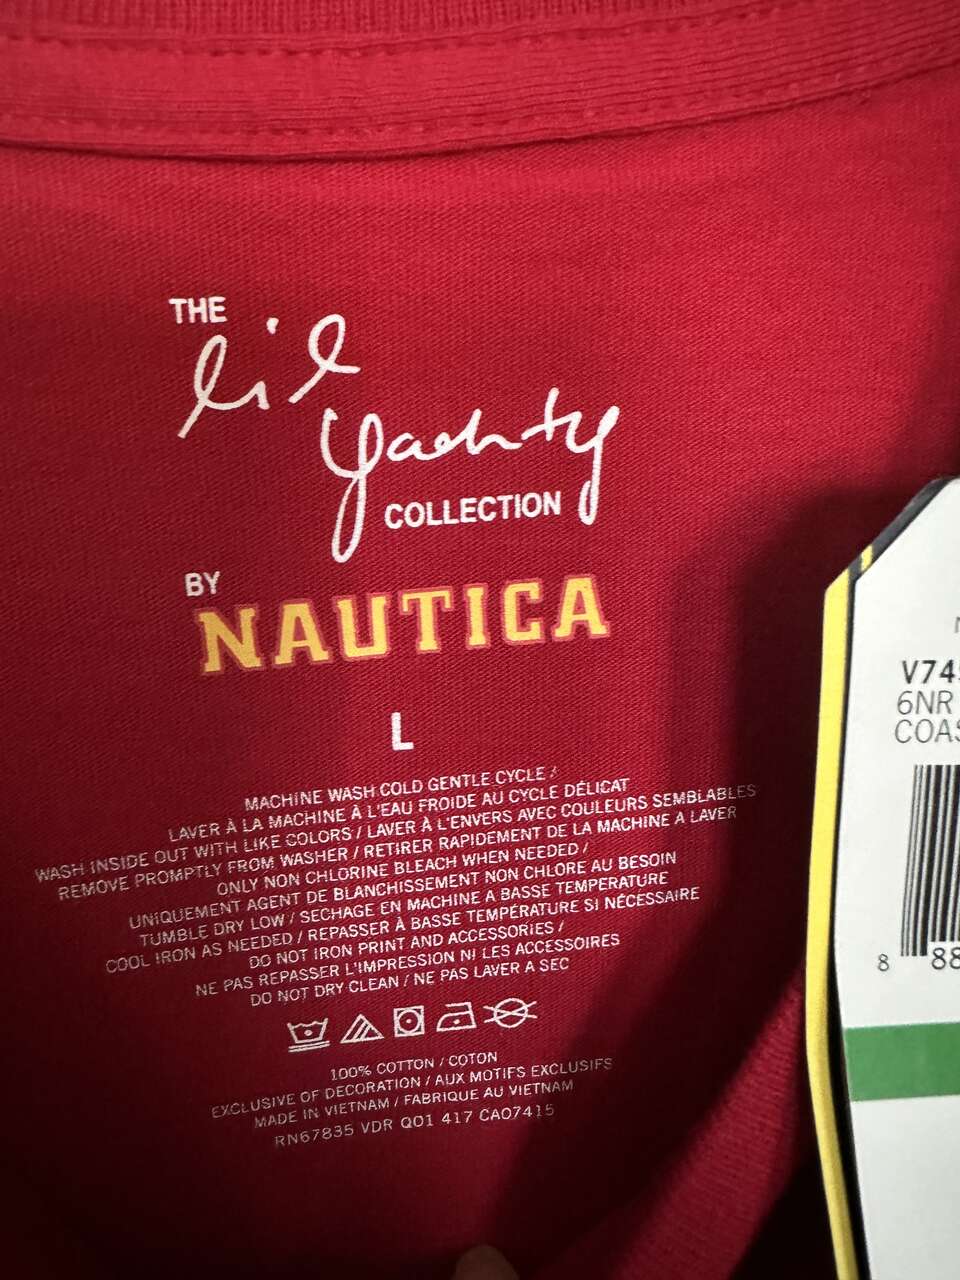 THE
lil
yachty
COLLECTION
BY
NAUTICA
L
MACHINE WASH COLD GENTLE CYCLE /
LAVER À LA MACHINE À L'EAU FROIDE AU CYCLE DÉLICAT
WASH INSIDE OUT WITH LIKE COLORS / LAVER À L'ENVERS AVEC COULEURS SEMBLABLES
REMOVE PROMPTLY FROM WASHER / RETIRER RAPIDEMENT DE LA MACHINE A LAVER
ONLY NON CHLORINE BLEACH WHEN NEEDED /
UNIQUEMENT AGENT DE BLANCHISSEMENT NON CHLORE AU BESOIN
TUMBLE DRY LOW / SECHAGE EN MACHINE A BASSE TEMPERATURE
COOL IRON AS NEEDED / REPASSER À BASSE TEMPÉRATURE SI NÉCESSAIRE
DO NOT IRON PRINT AND ACCESSORIES /
NE PAS REPASSER L'IMPRESSION NI LES ACCESSOIRES
DO NOT DRY CLEAN / NE PAS LAVER A SEC
100% COTTON / COTON
EXCLUSIVE OF DECORATION / AUX MOTIFS EXCLUSIFS
MADE IN VIETNAM / FABRIQUE AU VIETNAM
RN67835 VDR Q01 417 CA07415
V74
6NR
COAS
8 88